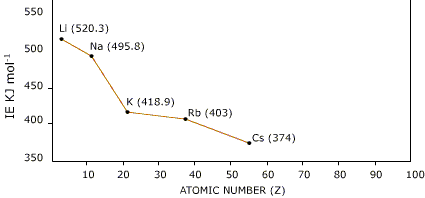 550
Li (520.3)
500
Na (495.8)
450
K (418.9)
400
Rb (403)
Cs (374)
350
IE KJ mol-1
10 20 30 40 50 60 70 80 90 100
ATOMIC NUMBER (Z)